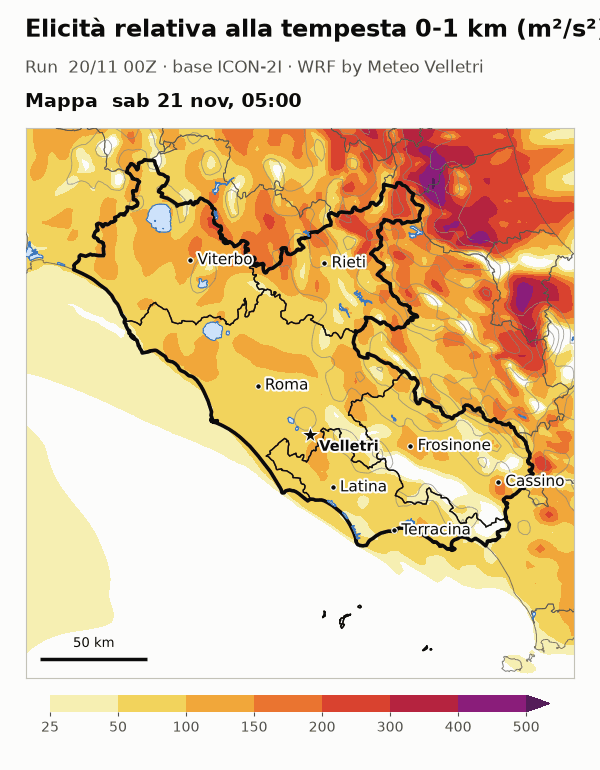 Elicità relativa alla tempesta 0-1 km (m²/s²)
Run 20/11 00Z · base ICON-2I · WRF by Meteo Velletri
Mappa sab 21 nov, 05:00
Viterbo
Rieti
Roma
Velletri
Frosinone
Cassino
Latina
Terracina
50 km
25 50 100 150 200 300 400 500